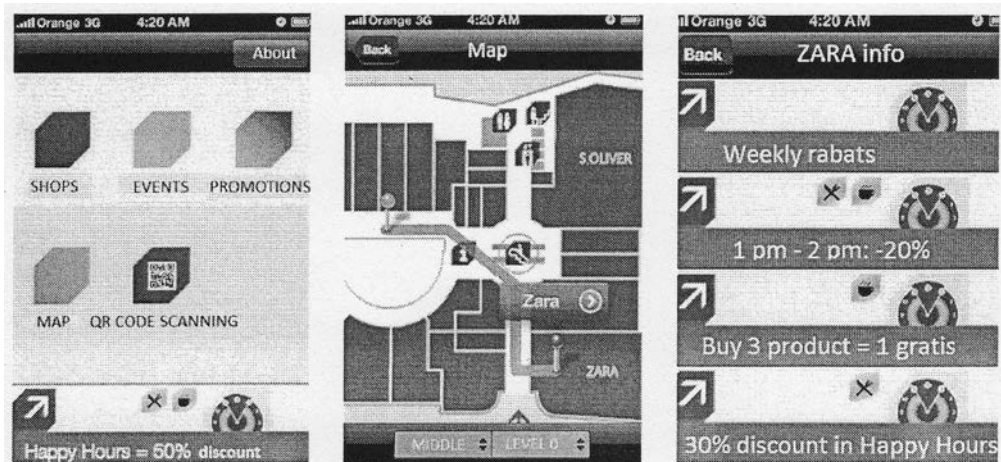 Orange 3G 4:20 AM
About
SHOPS EVENTS PROMOTIONS
MAP QR CODE SCANNING
Happy Hours = 50% discount
Orange 3G 4:20 AM
Back Map
S.OLIVER
i
Zara
ZARA
MIDDLE LEVEL 0
Orange 3G 4:20 AM
Back ZARA info
Weekly rabats
1 pm - 2 pm: -20%
Buy 3 product = 1 gratis
30% discount in Happy Hours